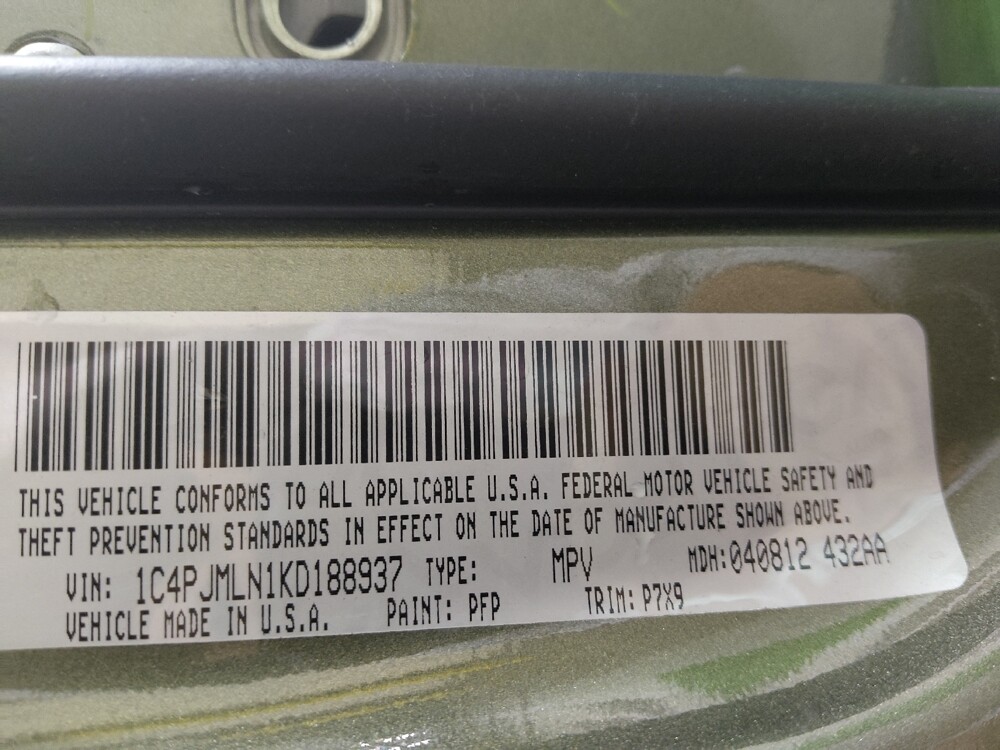 THIS VEHICLE CONFORMS TO ALL APPLICABLE U.S.A. FEDERAL MOTOR VEHICLE SAFETY AND
THEFT PREVENTION STANDARDS IN EFFECT ON THE DATE OF MANUFACTURE SHOWN ABOVE.
VIN: 1C4PJMLN1KD188937 TYPE: MPV MDH:040812 432AA
VEHICLE MADE IN U.S.A. PAINT: PFP TRIM: P7X9